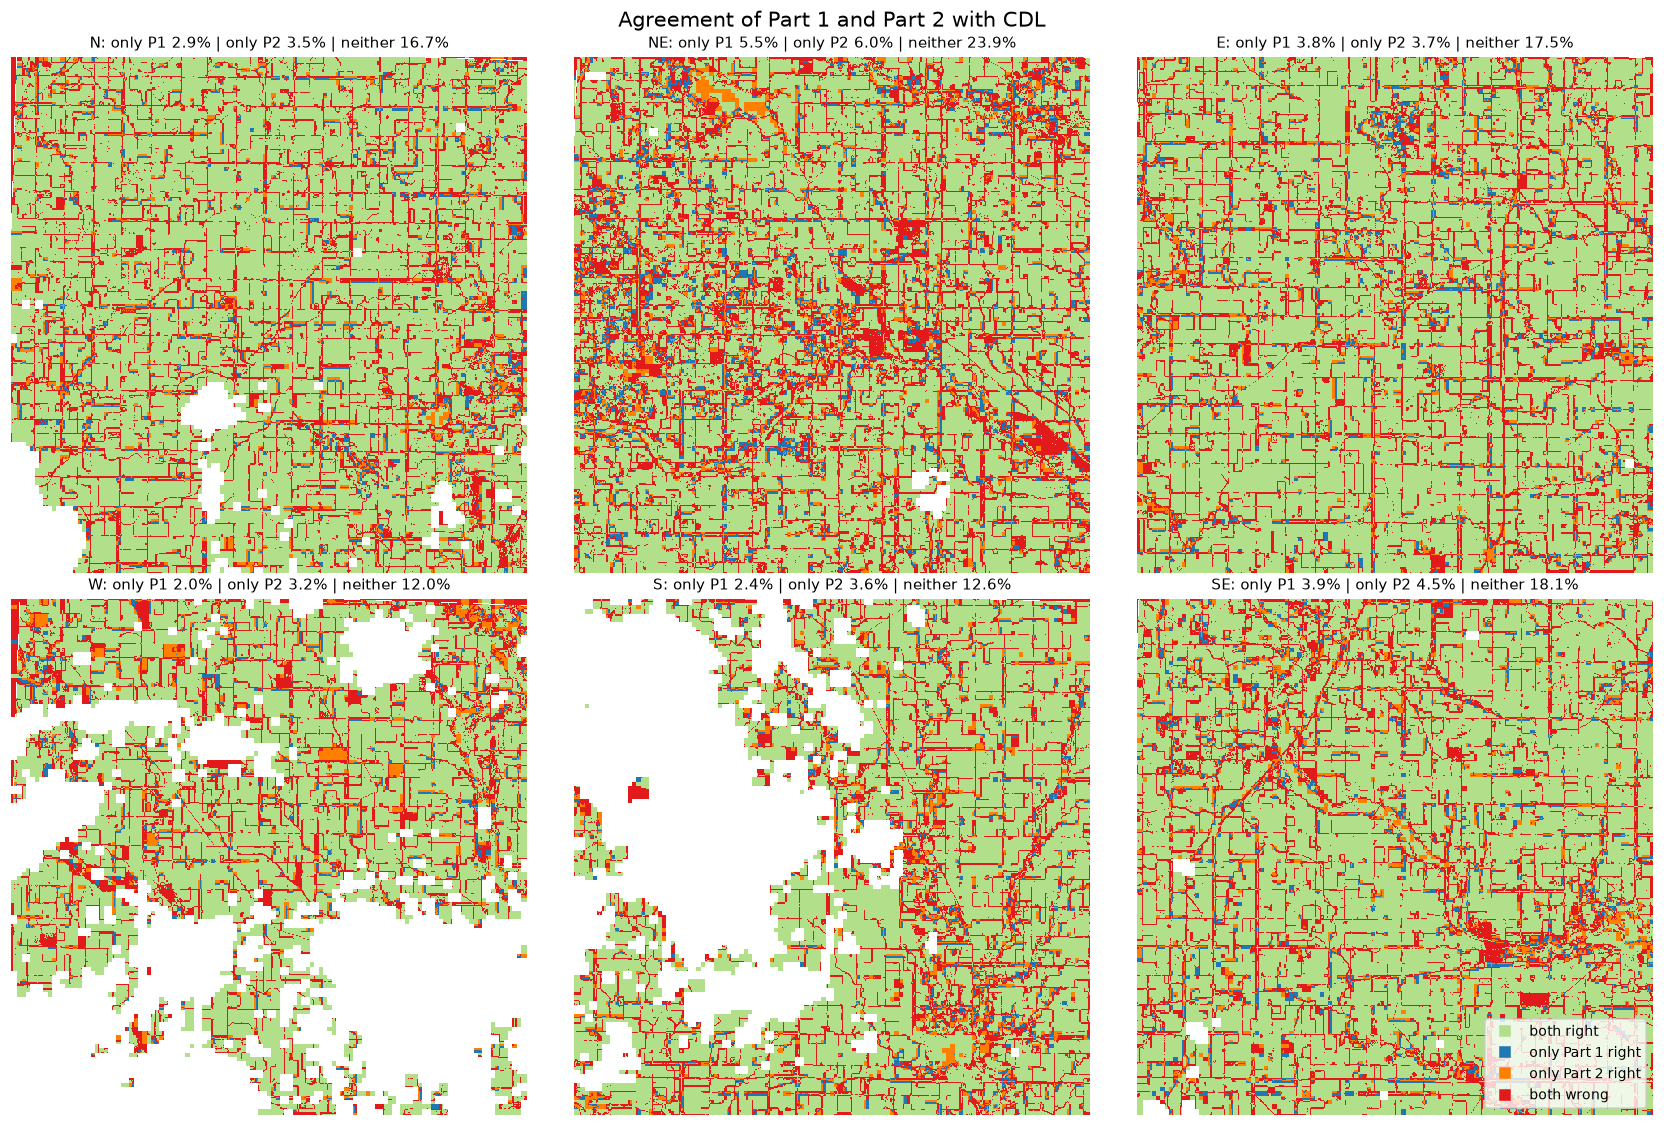 Agreement of Part 1 and Part 2 with CDL
N: only P1 2.9% | only P2 3.5% | neither 16.7%
NE: only P1 5.5% | only P2 6.0% | neither 23.9%
E: only P1 3.8% | only P2 3.7% | neither 17.5%
W: only P1 2.0% | only P2 3.2% | neither 12.0%
S: only P1 2.4% | only P2 3.6% | neither 12.6%
SE: only P1 3.9% | only P2 4.5% | neither 18.1%
both right
only Part 1 right
only Part 2 right
both wrong